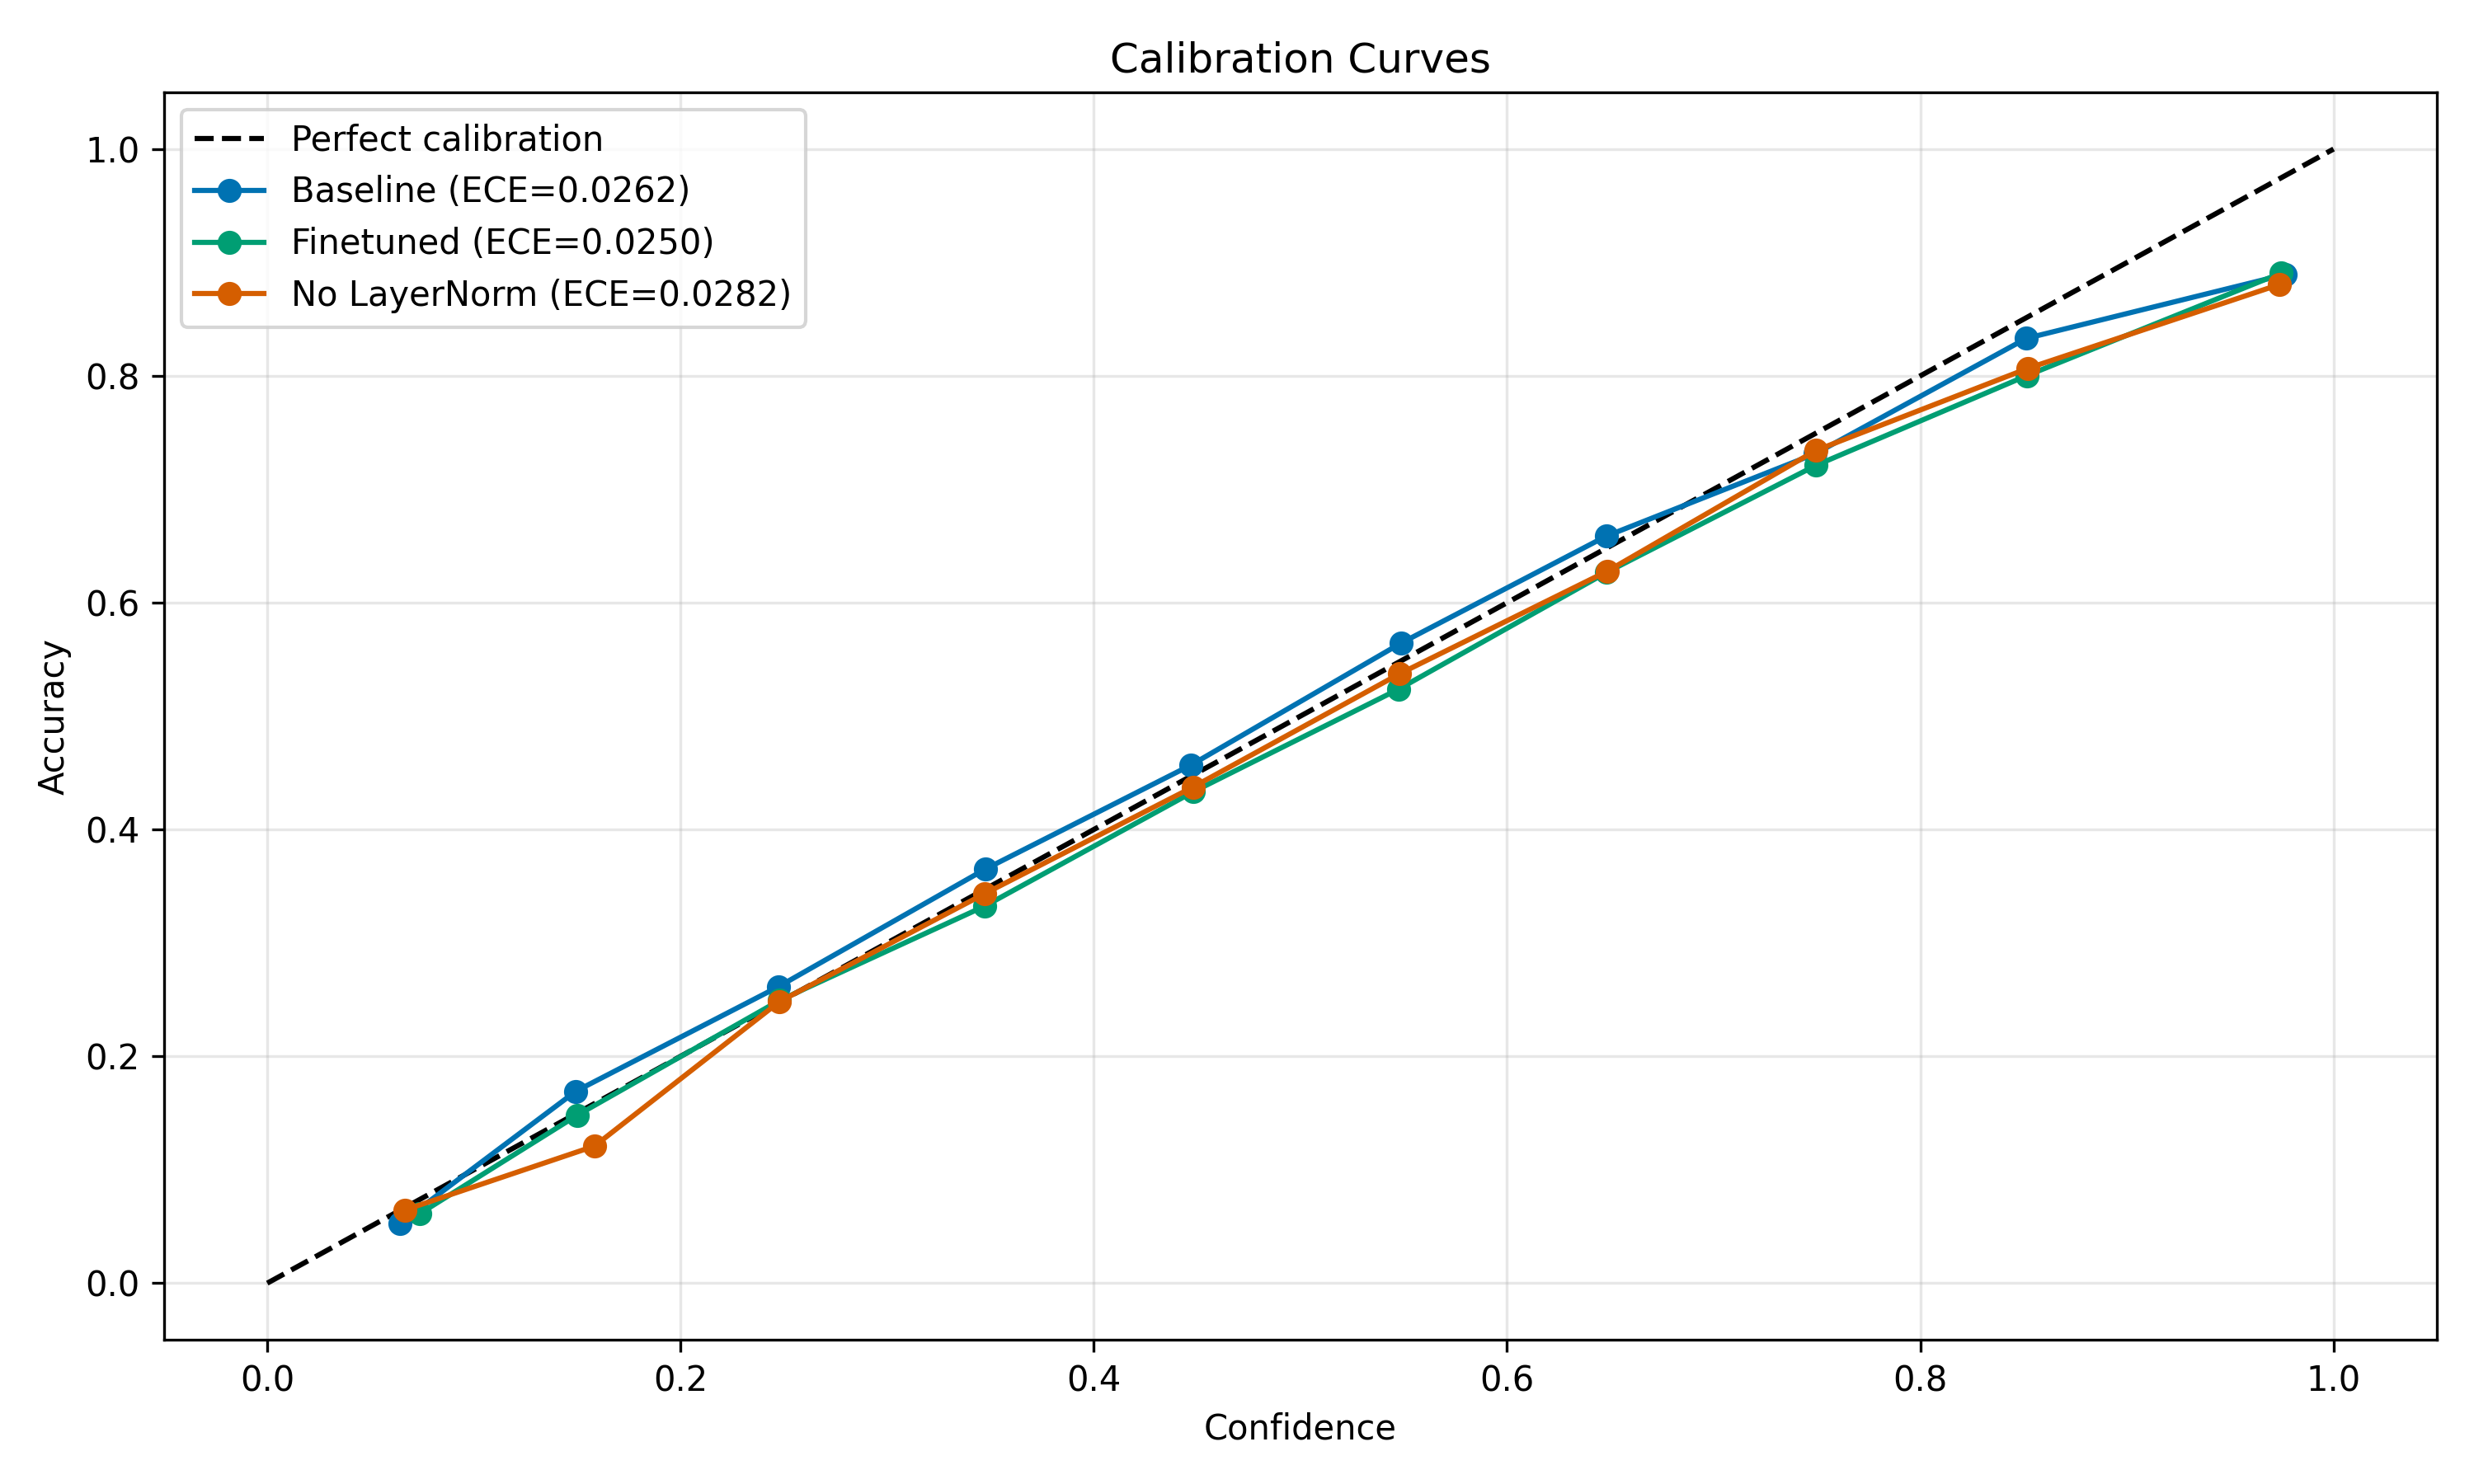 Calibration Curves
Perfect calibration
Baseline (ECE=0.0262)
Finetuned (ECE=0.0250)
No LayerNorm (ECE=0.0282)
Accuracy
1.0
0.8
0.6
0.4
0.2
0.0
0.0 0.2 0.4 0.6 0.8 1.0
Confidence